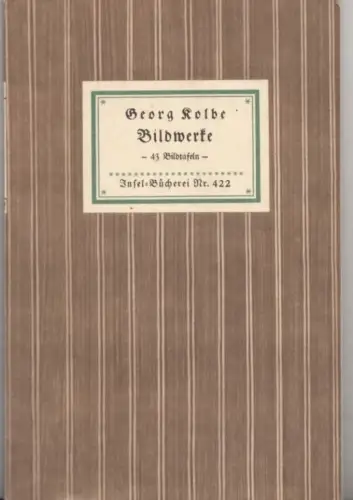 Georg Kolbe
Bildwerke
– 43 Bildtafeln –
Insel-Bücherei Nr. 422